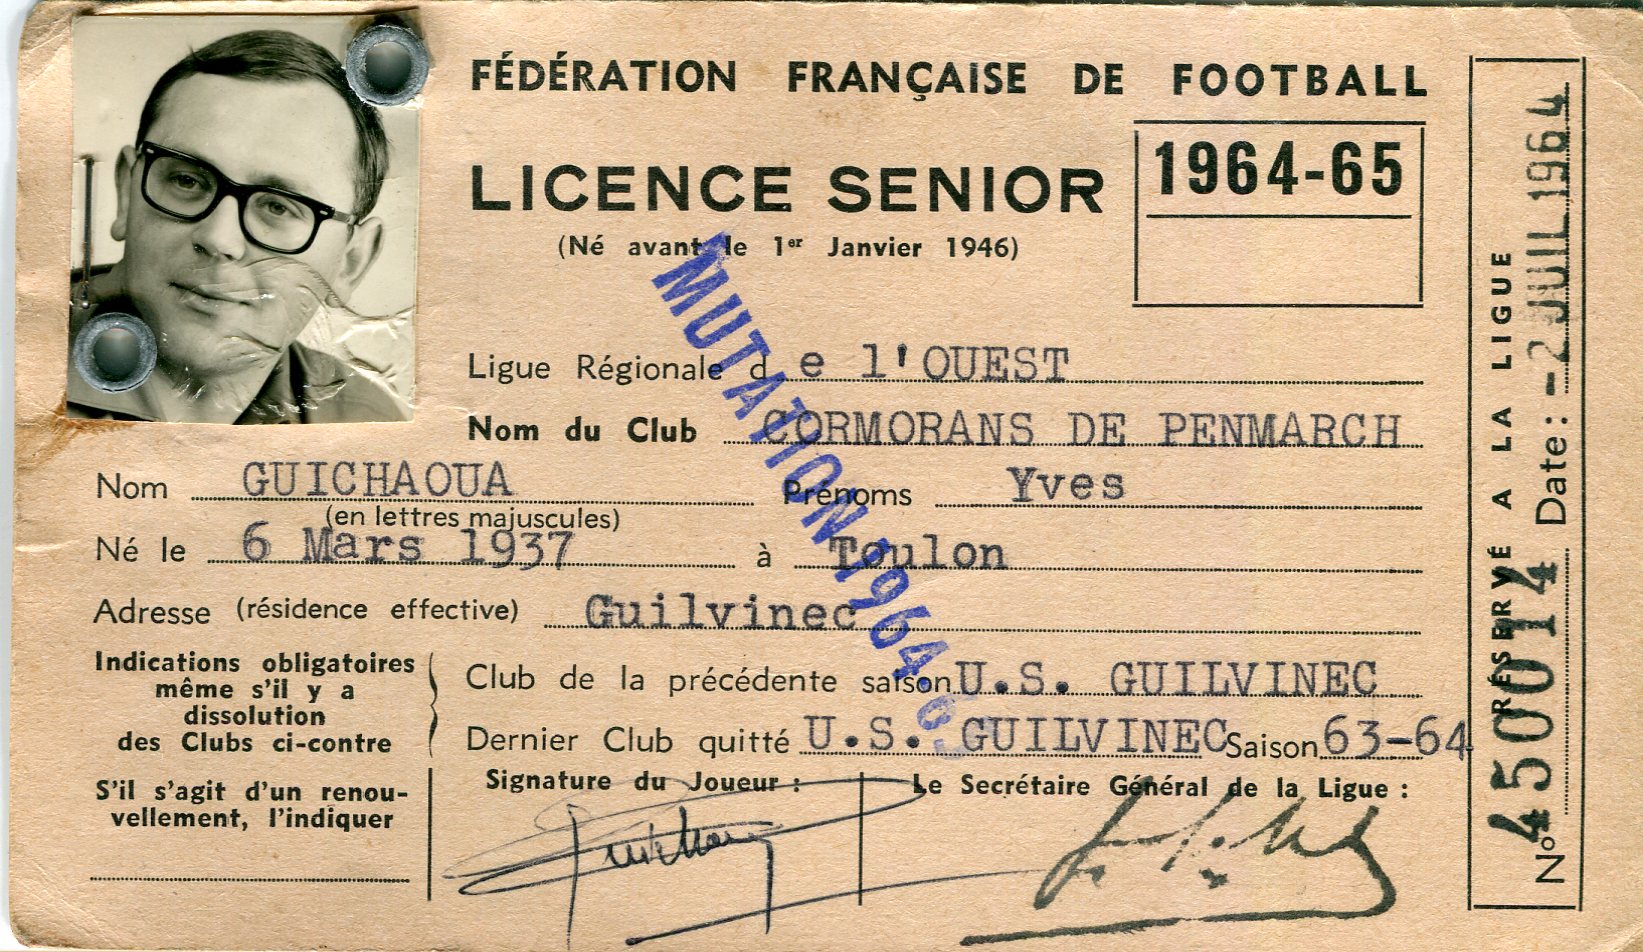 FÉDÉRATION FRANÇAISE DE FOOTBALL
LICENCE SENIOR
1964-65
(Né avant le 1er Janvier 1946)
MUTATION 1964-65
Ligue Régionale d e l'OUEST
Nom du Club CORMORANS DE PENMARCH
Nom GUICHAOUA Prénoms Yves
(en lettres majuscules)
Né le 6 Mars 1937 à Toulon
Adresse (résidence effective) Guilvinec
Indications obligatoires
même s'il y a
dissolution
des Clubs ci-contre
Club de la précédente saison U.S. GUILVINEC
Dernier Club quitté U.S. GUILVINEC Saison 63-64
S'il s'agit d'un renou-
vellement, l'indiquer
Signature du Joueur :
Le Secrétaire Général de la Ligue :
RÉSERVÉ A LA LIGUE
N° 450014 Date : -2 JUIL 1964